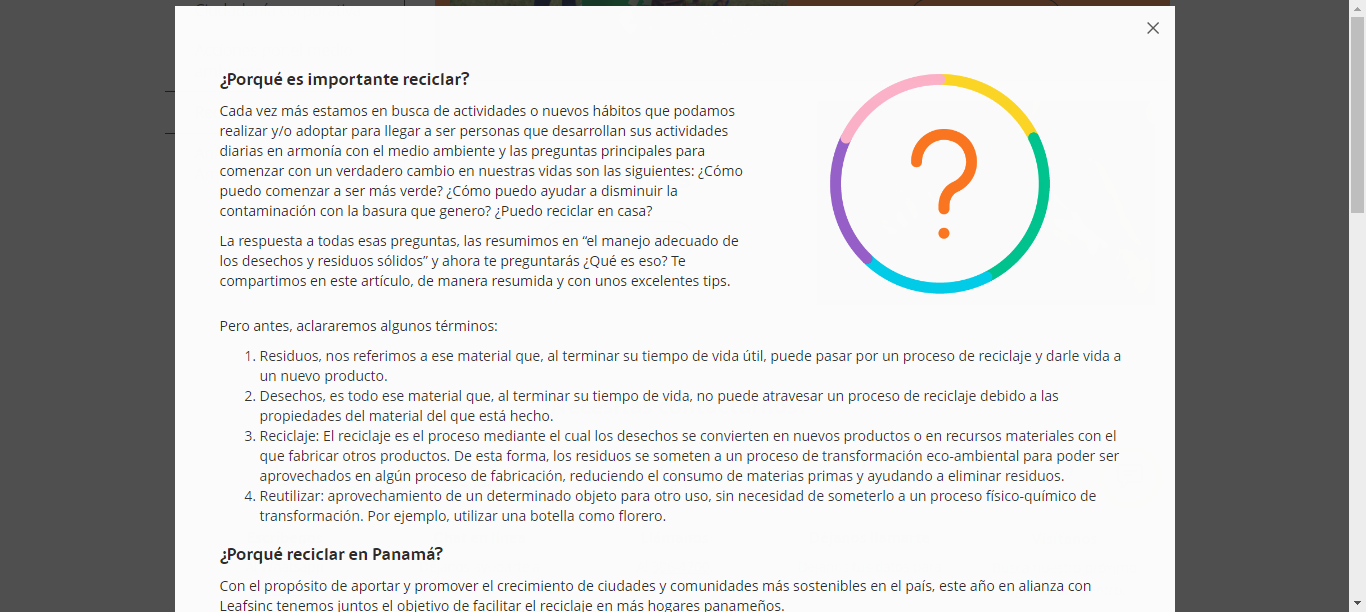 ¿Porqué es importante reciclar?
Cada vez más estamos en busca de actividades o nuevos hábitos que podamos
realizar y/o adoptar para llegar a ser personas que desarrollan sus actividades
diarias en armonía con el medio ambiente y las preguntas principales para
comenzar con un verdadero cambio en nuestras vidas son las siguientes: ¿Cómo
puedo comenzar a ser más verde? ¿Cómo puedo ayudar a disminuir la
contaminación con la basura que genero? ¿Puedo reciclar en casa?
La respuesta a todas esas preguntas, las resumimos en “el manejo adecuado de
los desechos y residuos sólidos” y ahora te preguntarás ¿Qué es eso? Te
compartimos en este artículo, de manera resumida y con unos excelentes tips.
?
Pero antes, aclararemos algunos términos:
1. Residuos, nos referimos a ese material que, al terminar su tiempo de vida útil, puede pasar por un proceso de reciclaje y darle vida a
un nuevo producto.
2. Desechos, es todo ese material que, al terminar su tiempo de vida, no puede atravesar un proceso de reciclaje debido a las
propiedades del material del que está hecho.
3. Reciclaje: El reciclaje es el proceso mediante el cual los desechos se convierten en nuevos productos o en recursos materiales con el
que fabricar otros productos. De esta forma, los residuos se someten a un proceso de transformación eco-ambiental para poder ser
aprovechados en algún proceso de fabricación, reduciendo el consumo de materias primas y ayudando a eliminar residuos.
4. Reutilizar: aprovechamiento de un determinado objeto para otro uso, sin necesidad de someterlo a un proceso físico-químico de
transformación. Por ejemplo, utilizar una botella como florero.
¿Porqué reciclar en Panamá?
Con el propósito de aportar y promover el crecimiento de ciudades y comunidades más sostenibles en el país, este año en alianza con
Leafsinc tenemos juntos el objetivo de facilitar el reciclaje en más hogares panameños.